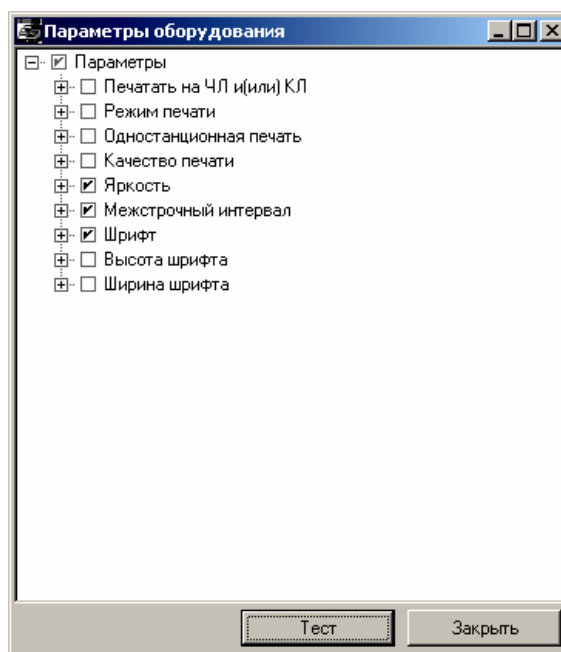 Параметры оборудования
Параметры
Печатать на ЧЛ и(или) КЛ
Режим печати
Одностанционная печать
Качество печати
Яркость
Межстрочный интервал
Шрифт
Высота шрифта
Ширина шрифта
Тест Закрыть